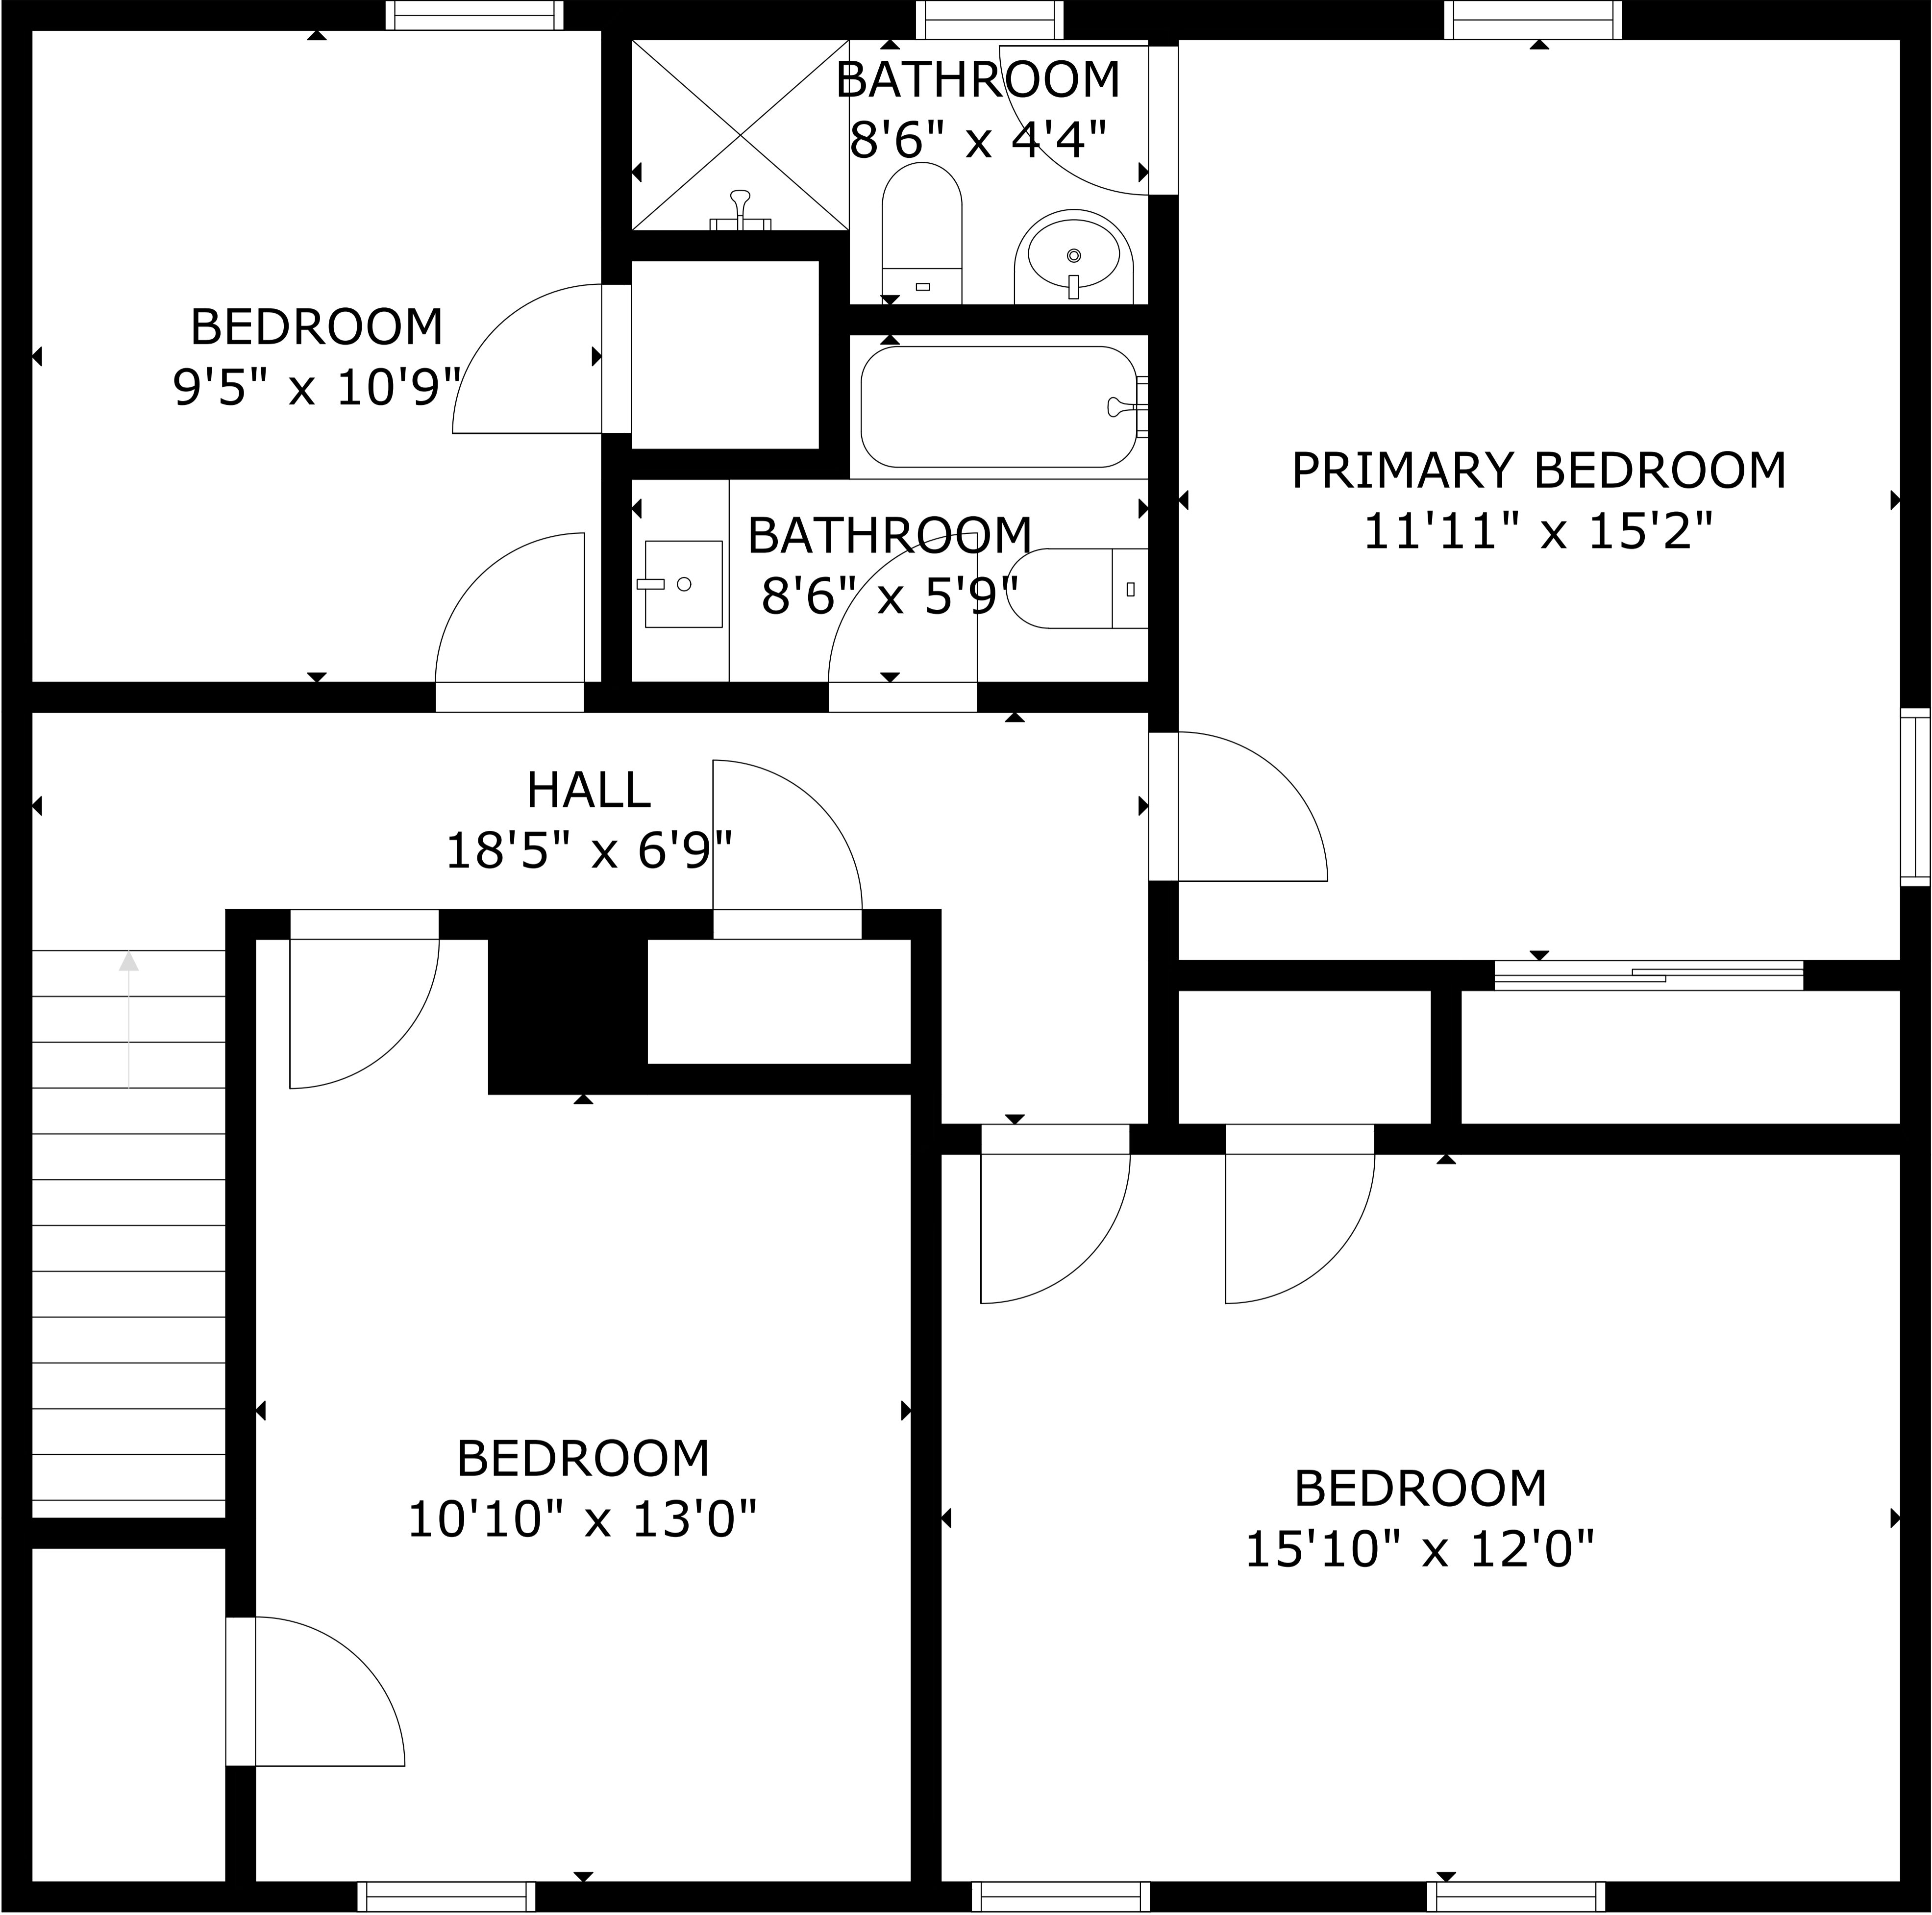 BATHROOM
8'6" x 4'4"
BEDROOM
9'5" x 10'9"
PRIMARY BEDROOM
11'11" x 15'2"
BATHROOM
8'6" x 5'9"
HALL
18'5" x 6'9"
BEDROOM
10'10" x 13'0"
BEDROOM
15'10" x 12'0"